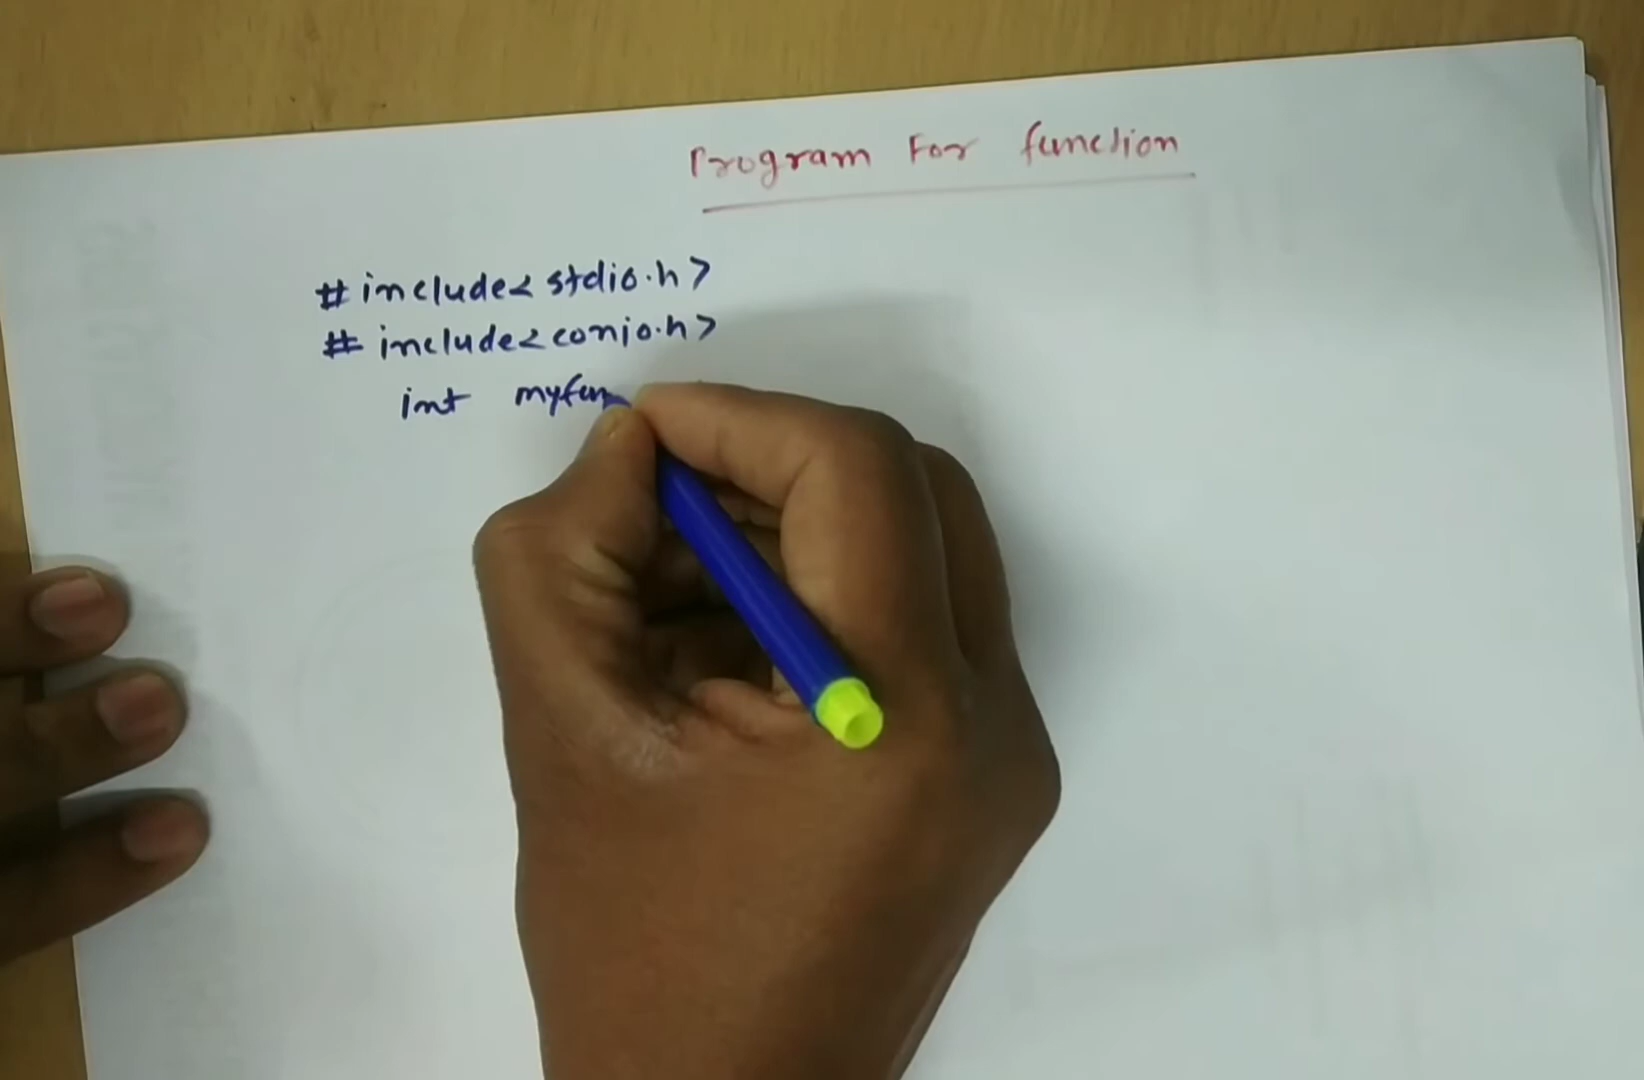 Program For function
#include<stdio.h>
#include<conio.h>
int myfun